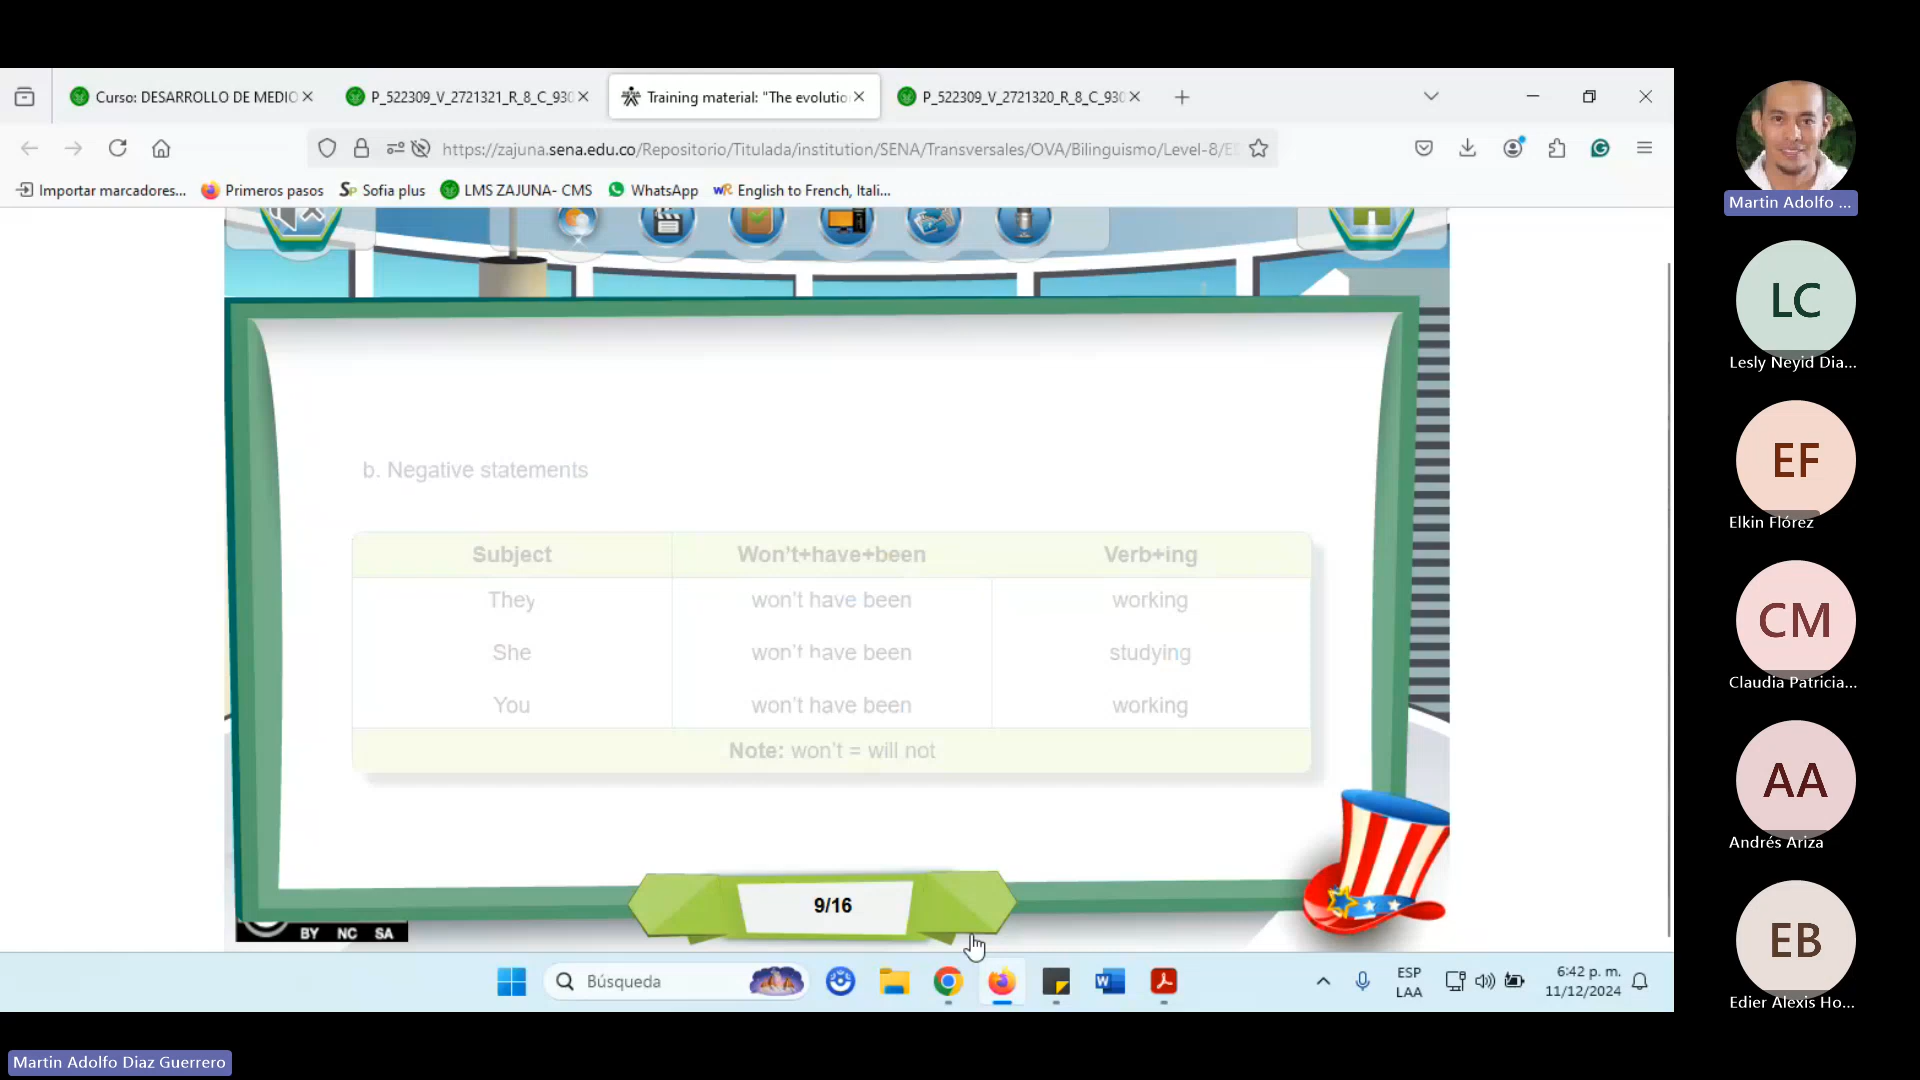 Curso: DESARROLLO DE MEDIO
P_522309_V_2721321_R_8_C_930
Training material: "The evolutio
P_522309_V_2721320_R_8_C_930
https://zajuna.sena.edu.co/Repositorio/Titulada/institution/SENA/Transversales/OVA/Bilinguismo/Level-8/E
Importar marcadores...
Primeros pasos
Sofia plus
LMS ZAJUNA- CMS
WhatsApp
English to French, Itali...
b. Negative statements
Subject Won't+have+been Verb+ing
They won't have been working
She won't have been studying
You won't have been working
Note: won't = will not
9/16
BY NC SA
Búsqueda
ESP
LAA
6:42 p. m.
11/12/2024
Martin Adolfo ...
LC
Lesly Neyid Dia...
EF
Elkin Flórez
CM
Claudia Patricia...
AA
Andrés Ariza
EB
Edier Alexis Ho...
Martin Adolfo Diaz Guerrero